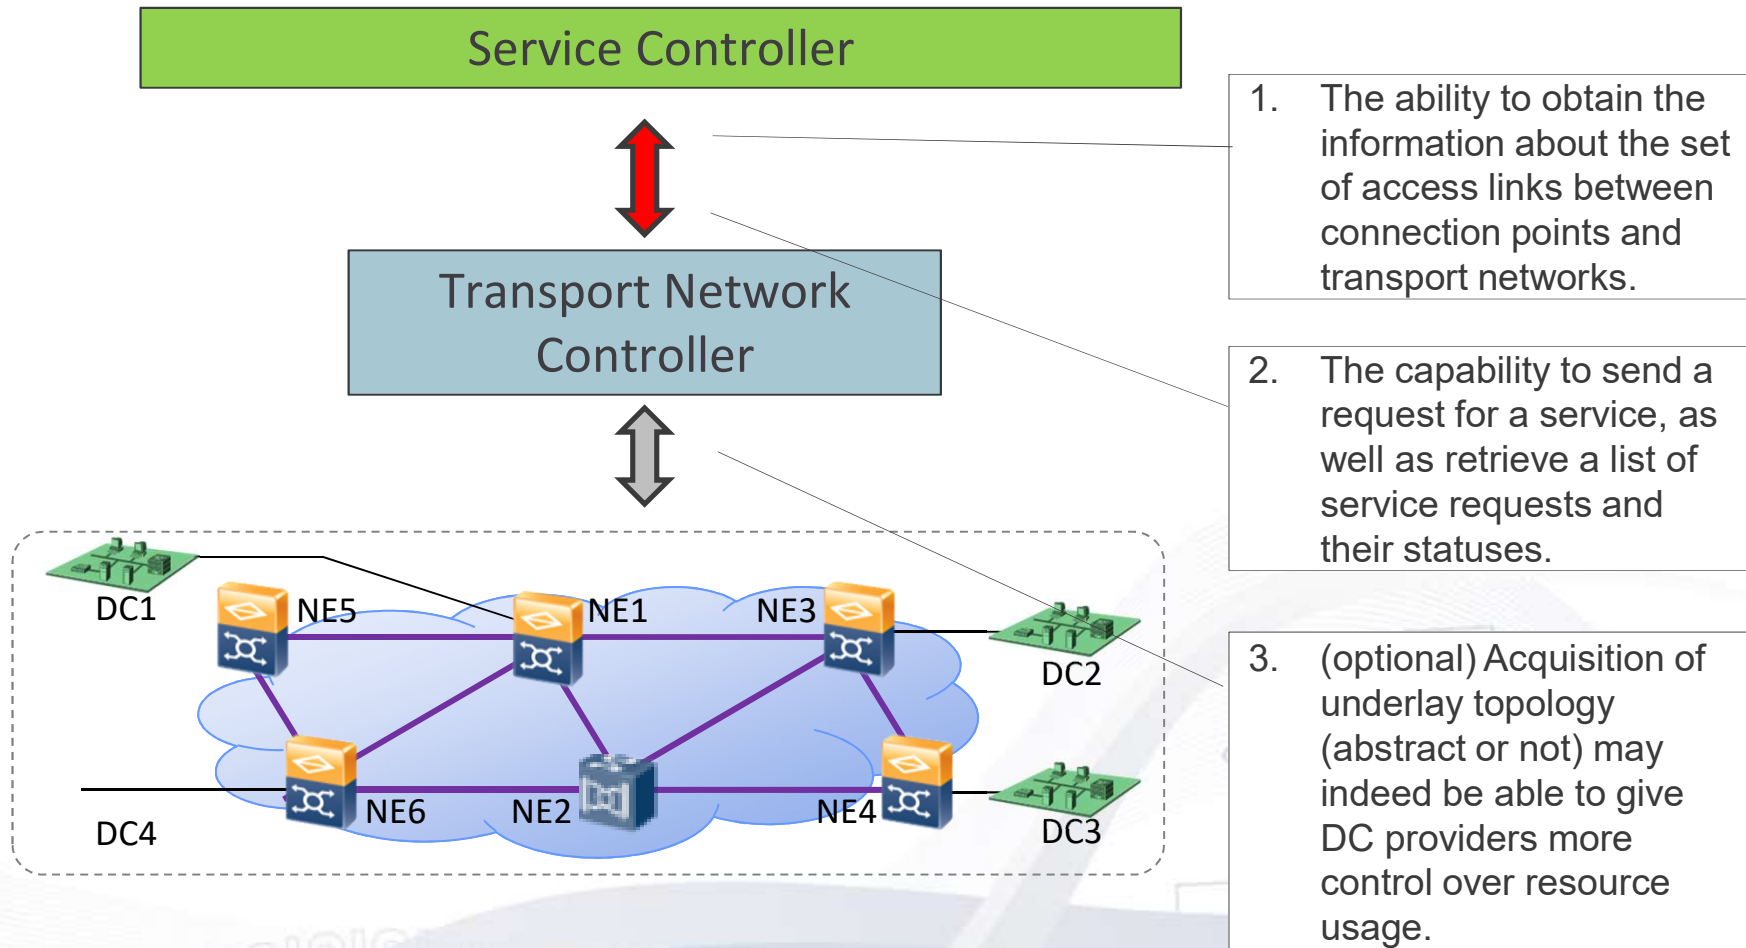 Service Controller
1. The ability to obtain the
information about the set
of access links between
connection points and
transport networks.
Transport Network
Controller
2. The capability to send a
request for a service, as
well as retrieve a list of
service requests and
their statuses.
DC1
NE5
NE1
NE3
DC2
NE6
NE2
NE4
DC4
DC3
3. (optional) Acquisition of
underlay topology
(abstract or not) may
indeed be able to give
DC providers more
control over resource
usage.